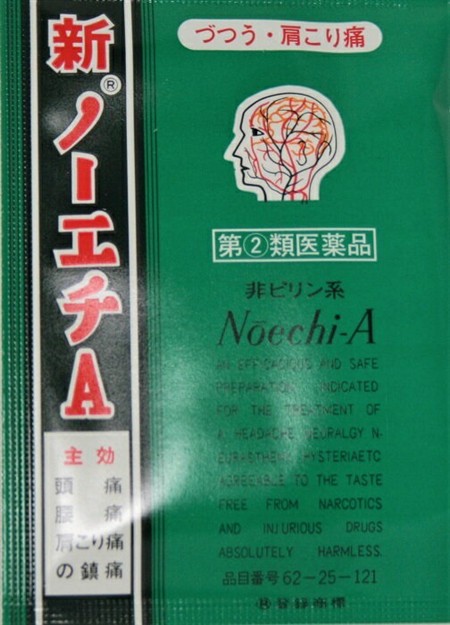 新®ノーエチA
主効
頭痛
腰痛
肩こり痛
の鎮痛
づつう・肩こり痛
第②類医薬品
非ピリン系
Nōechi-A
AN EFFICACIOUS AND SAFE
PREPARATION INDICATED
FOR THE TREATMENT OF
A HEADACHE NEURALGY N-
EURASTHENIA HYSTERIAETC
AGREEABLE TO THE TASTE
FREE FROM NARCOTICS
AND INJURIOUS DRUGS
ABSOLUTELY HARMLESS.
品目番号62-25-121